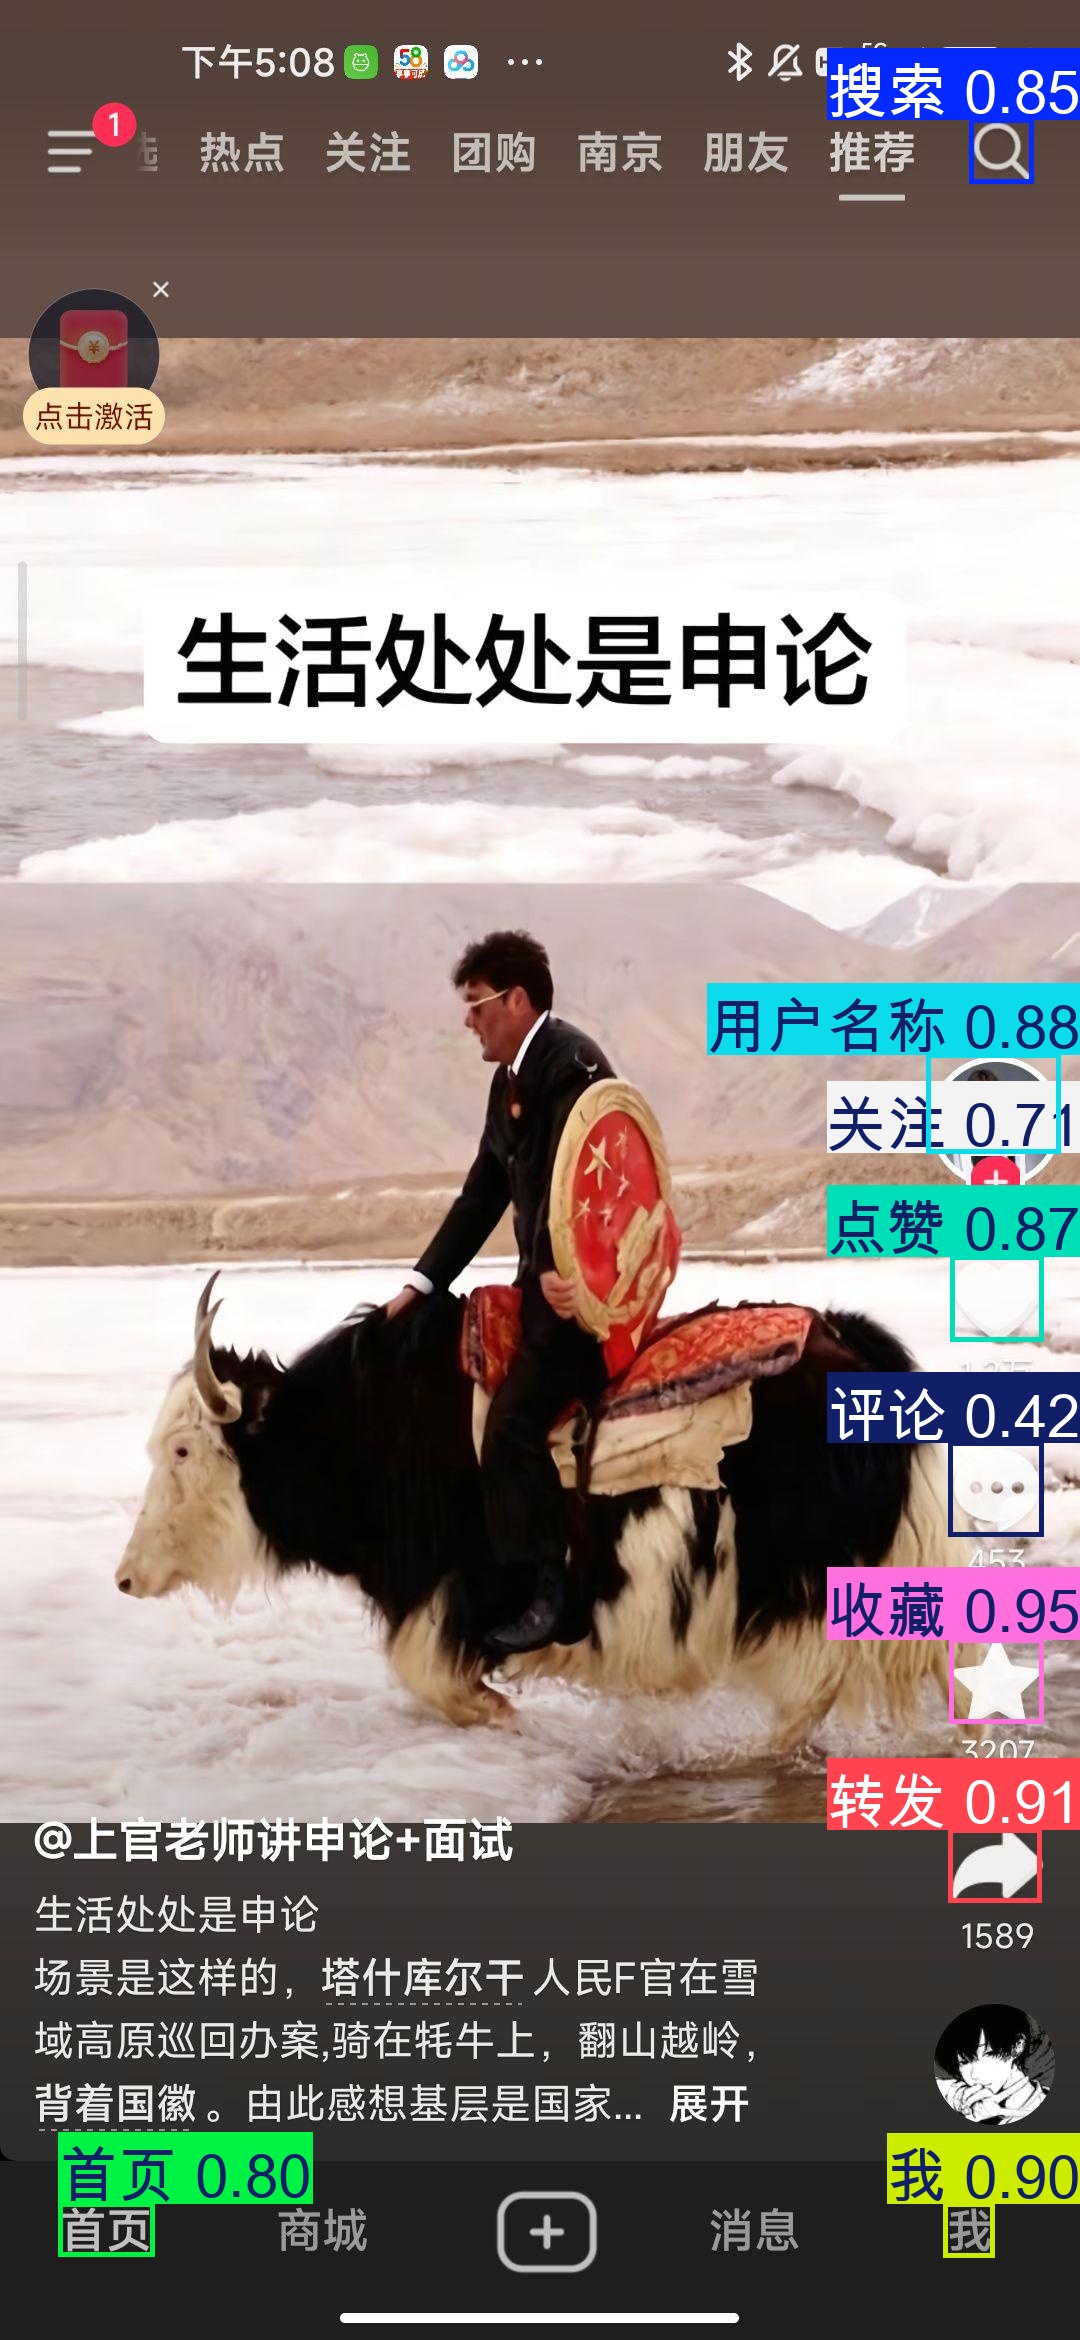 下午5:08 58 ...
搜索 0.85
1
热点 关注 团购 南京 朋友 推荐
点击激活
生活处处是申论
用户名称 0.88
关注 0.71
点赞 0.87
评论 0.42
453
收藏 0.95
3207
转发 0.91
1589
@上官老师讲申论+面试
生活处处是申论
场景是这样的，塔什库尔干 人民F官在雪
域高原巡回办案,骑在牦牛上，翻山越岭，
背着国徽。由此感想基层是国家... 展开
首页 0.80
我 0.90
首页 商城 消息 我